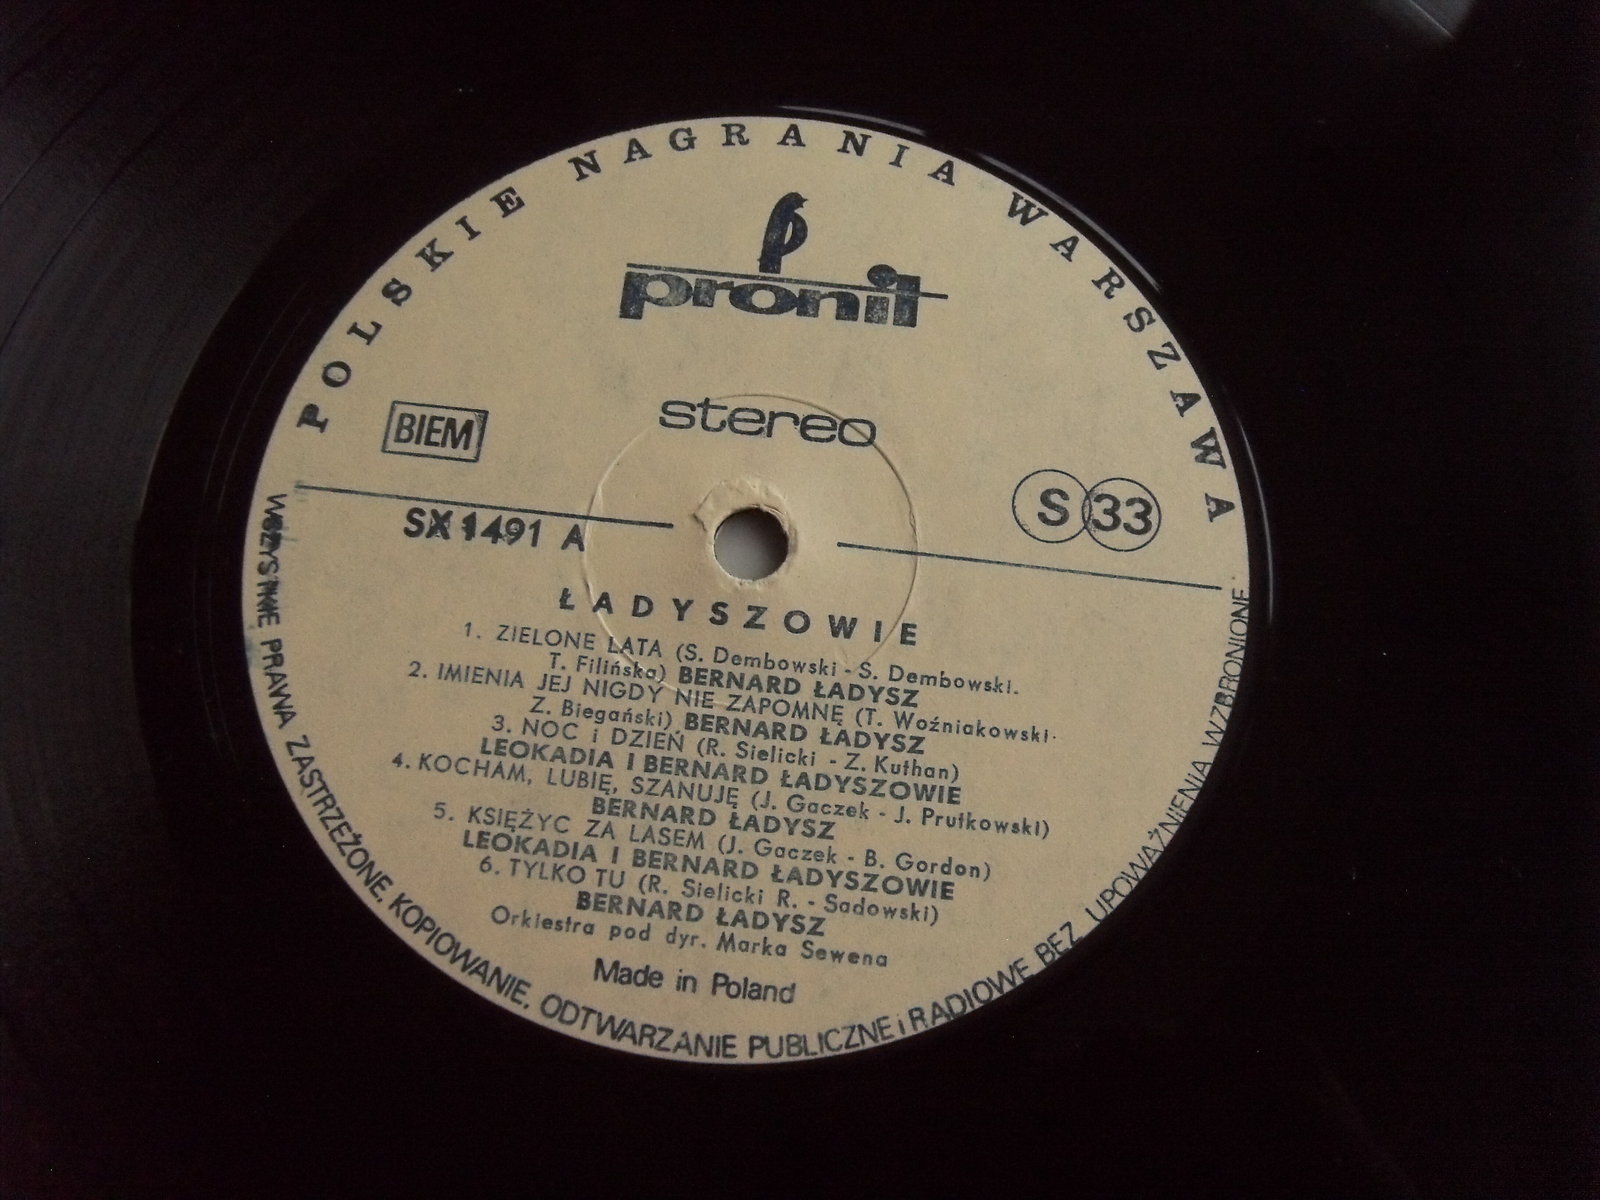 POLSKIE NAGRANIA WARSZAWA
pronit
stereo
BIEM
S 33
SX 1491 A
ŁADYSZOWIE
1. ZIELONE LATA (S. Dembowski - S. Dembowski.
T. Filińska) BERNARD ŁADYSZ
2. IMIENIA JEJ NIGDY NIE ZAPOMNĘ (T. Woźniakowski-
Z. Biegański) BERNARD ŁADYSZ
3. NOC i DZIEŃ (R. Sielicki - Z. Kuthan)
LEOKADIA I BERNARD ŁADYSZOWIE
4. KOCHAM, LUBIĘ, SZANUJĘ (J. Gaczek - J. Prutkowski)
BERNARD ŁADYSZ
5. KSIĘŻYC ZA LASEM (J. Gaczek - B. Gordon)
LEOKADIA I BERNARD ŁADYSZOWIE
6. TYLKO TU (R. Sielicki R. - Sadowski)
BERNARD ŁADYSZ
Orkiestra pod dyr. Marka Sewena
Made in Poland
WSZYSTKIE PRAWA ZASTRZEŻONE. KOPIOWANIE, ODTWARZANIE PUBLICZNE i RADIOWE BEZ UPOWAŻNIENIA WZBRONIONE.